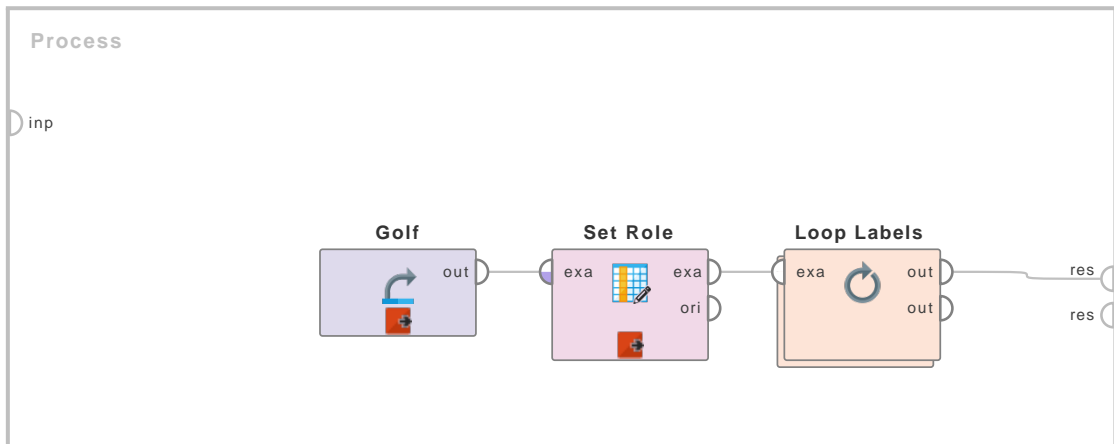 Process
inp
Golf
Set Role
Loop Labels
out
exa
exa
exa
out
res
ori
out
res